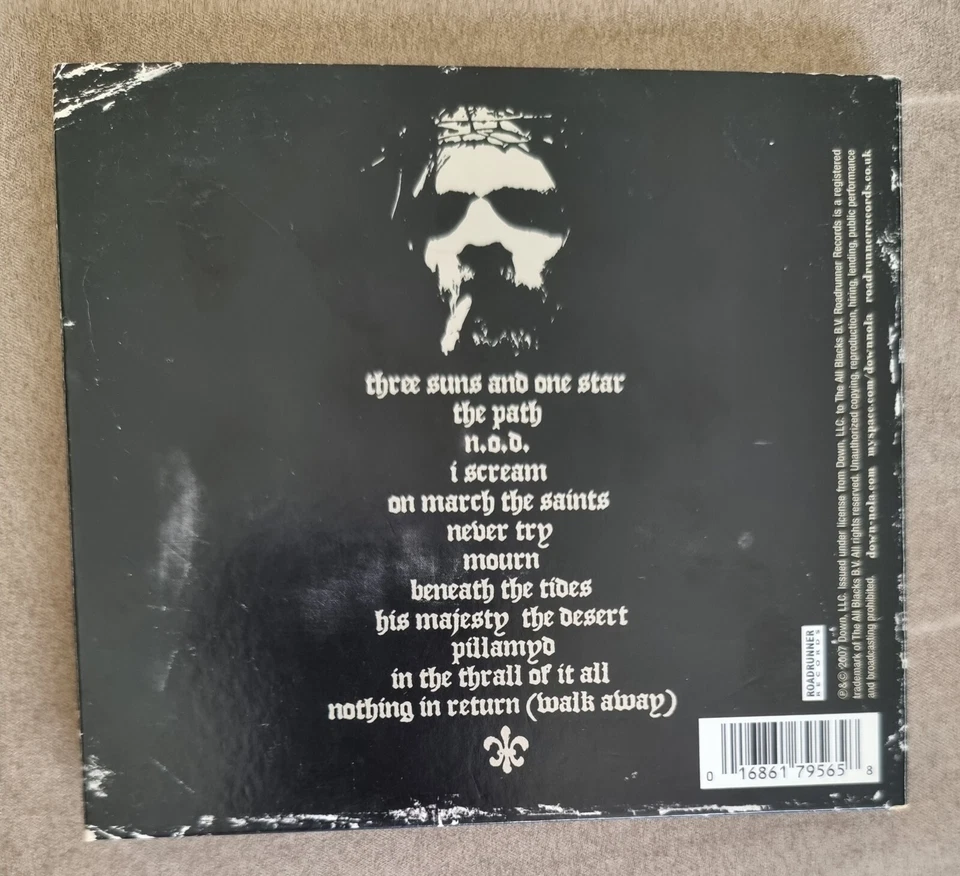 three suns and one star
the path
n.o.d.
i scream
on march the saints
never try
mourn
beneath the tides
his majesty the desert
pillamyd
in the thrall of it all
nothing in return (walk away)
ROADRUNNER
RECORDS
℗ & © 2007 Down, LLC. Issued under license from Down, LLC. to The All Blacks B.V. Roadrunner Records is a registered
trademark of The All Blacks B.V. All rights reserved. Unauthorized copying, reproduction, hiring, lending, public performance
and broadcasting prohibited. down-nola.com myspace.com/downnola roadrunnerrecords.co.uk
0 16861 79565 8